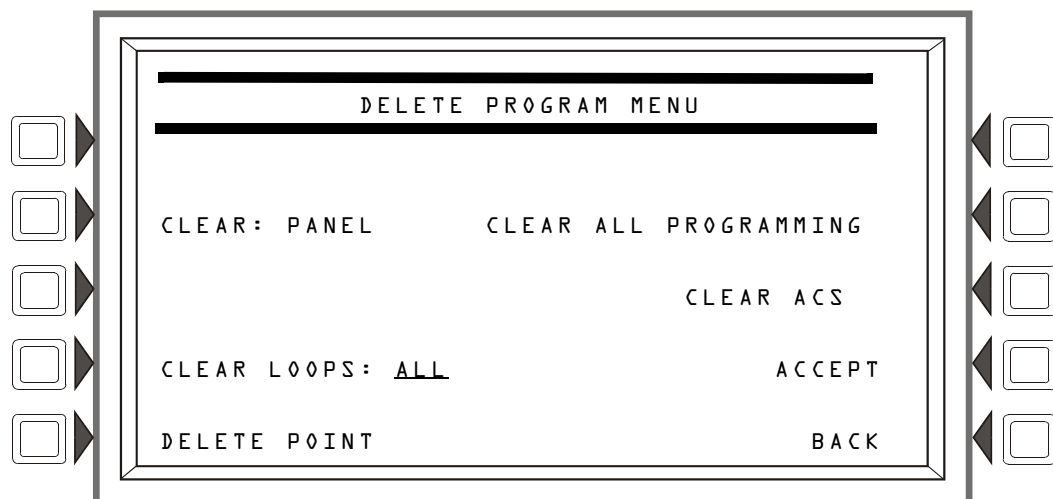 DELETE PROGRAM MENU
CLEAR: PANEL CLEAR ALL PROGRAMMING
CLEAR ACS
CLEAR LOOPS: ALL ACCEPT
DELETE POINT BACK